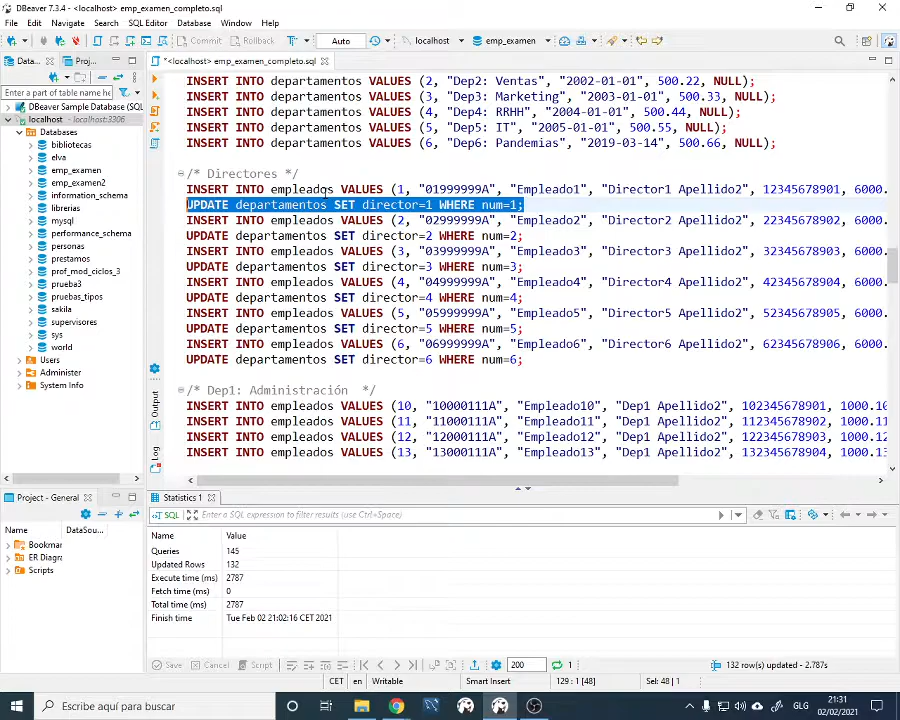 DBeaver 7.3.4 - <localhost> emp_examen_completo.sql
File Edit Navigate Search SQL Editor Database Window Help
Commit Rollback Auto localhost emp_examen
Data... Proj...
*<localhost> emp_examen_completo.sql
Enter a part of table name he
DBeaver Sample Database (SQL
localhost - localhost:3306
Databases
bibliotecas
elva
emp_examen
emp_examen2
information_schema
librerias
mysql
performance_schema
personas
prestamos
prof_mod_ciclos_3
prueba3
pruebas_tipos
sakila
supervisores
sys
world
Users
Administer
System Info
INSERT INTO departamentos VALUES (2, "Dep2: Ventas", "2002-01-01", 500.22, NULL);
INSERT INTO departamentos VALUES (3, "Dep3: Marketing", "2003-01-01", 500.33, NULL);
INSERT INTO departamentos VALUES (4, "Dep4: RRHH", "2004-01-01", 500.44, NULL);
INSERT INTO departamentos VALUES (5, "Dep5: IT", "2005-01-01", 500.55, NULL);
INSERT INTO departamentos VALUES (6, "Dep6: Pandemias", "2019-03-14", 500.66, NULL);
/* Directores */
INSERT INTO empleados VALUES (1, "01999999A", "Empleado1", "Director1 Apellido2", 12345678901, 6000.
UPDATE departamentos SET director=1 WHERE num=1;
INSERT INTO empleados VALUES (2, "02999999A", "Empleado2", "Director2 Apellido2", 22345678902, 6000.
UPDATE departamentos SET director=2 WHERE num=2;
INSERT INTO empleados VALUES (3, "03999999A", "Empleado3", "Director3 Apellido2", 32345678903, 6000.
UPDATE departamentos SET director=3 WHERE num=3;
INSERT INTO empleados VALUES (4, "04999999A", "Empleado4", "Director4 Apellido2", 42345678904, 6000.
UPDATE departamentos SET director=4 WHERE num=4;
INSERT INTO empleados VALUES (5, "05999999A", "Empleado5", "Director5 Apellido2", 52345678905, 6000.
UPDATE departamentos SET director=5 WHERE num=5;
INSERT INTO empleados VALUES (6, "06999999A", "Empleado6", "Director6 Apellido2", 62345678906, 6000.
UPDATE departamentos SET director=6 WHERE num=6;
/* Dep1: Administración */
INSERT INTO empleados VALUES (10, "10000111A", "Empleado10", "Dep1 Apellido2", 102345678901, 1000.10
INSERT INTO empleados VALUES (11, "11000111A", "Empleado11", "Dep1 Apellido2", 112345678902, 1000.11
INSERT INTO empleados VALUES (12, "12000111A", "Empleado12", "Dep1 Apellido2", 122345678903, 1000.12
INSERT INTO empleados VALUES (13, "13000111A", "Empleado13", "Dep1 Apellido2", 132345678904, 1000.13
Output
Log
Project - General
Name DataSou...
Bookmar
ER Diagra
Scripts
Statistics 1
SQL Enter a SQL expression to filter results (use Ctrl+Space)
Name Value
Queries 145
Updated Rows 132
Execute time (ms) 2787
Fetch time (ms) 0
Total time (ms) 2787
Finish time Tue Feb 02 21:02:16 CET 2021
Save Cancel Script 200 1 132 row(s) updated - 2.787s
CET en Writable Smart Insert 129 : 1 [48] Sel: 48 | 1
Escribe aquí para buscar
GLG
21:31
02/02/2021